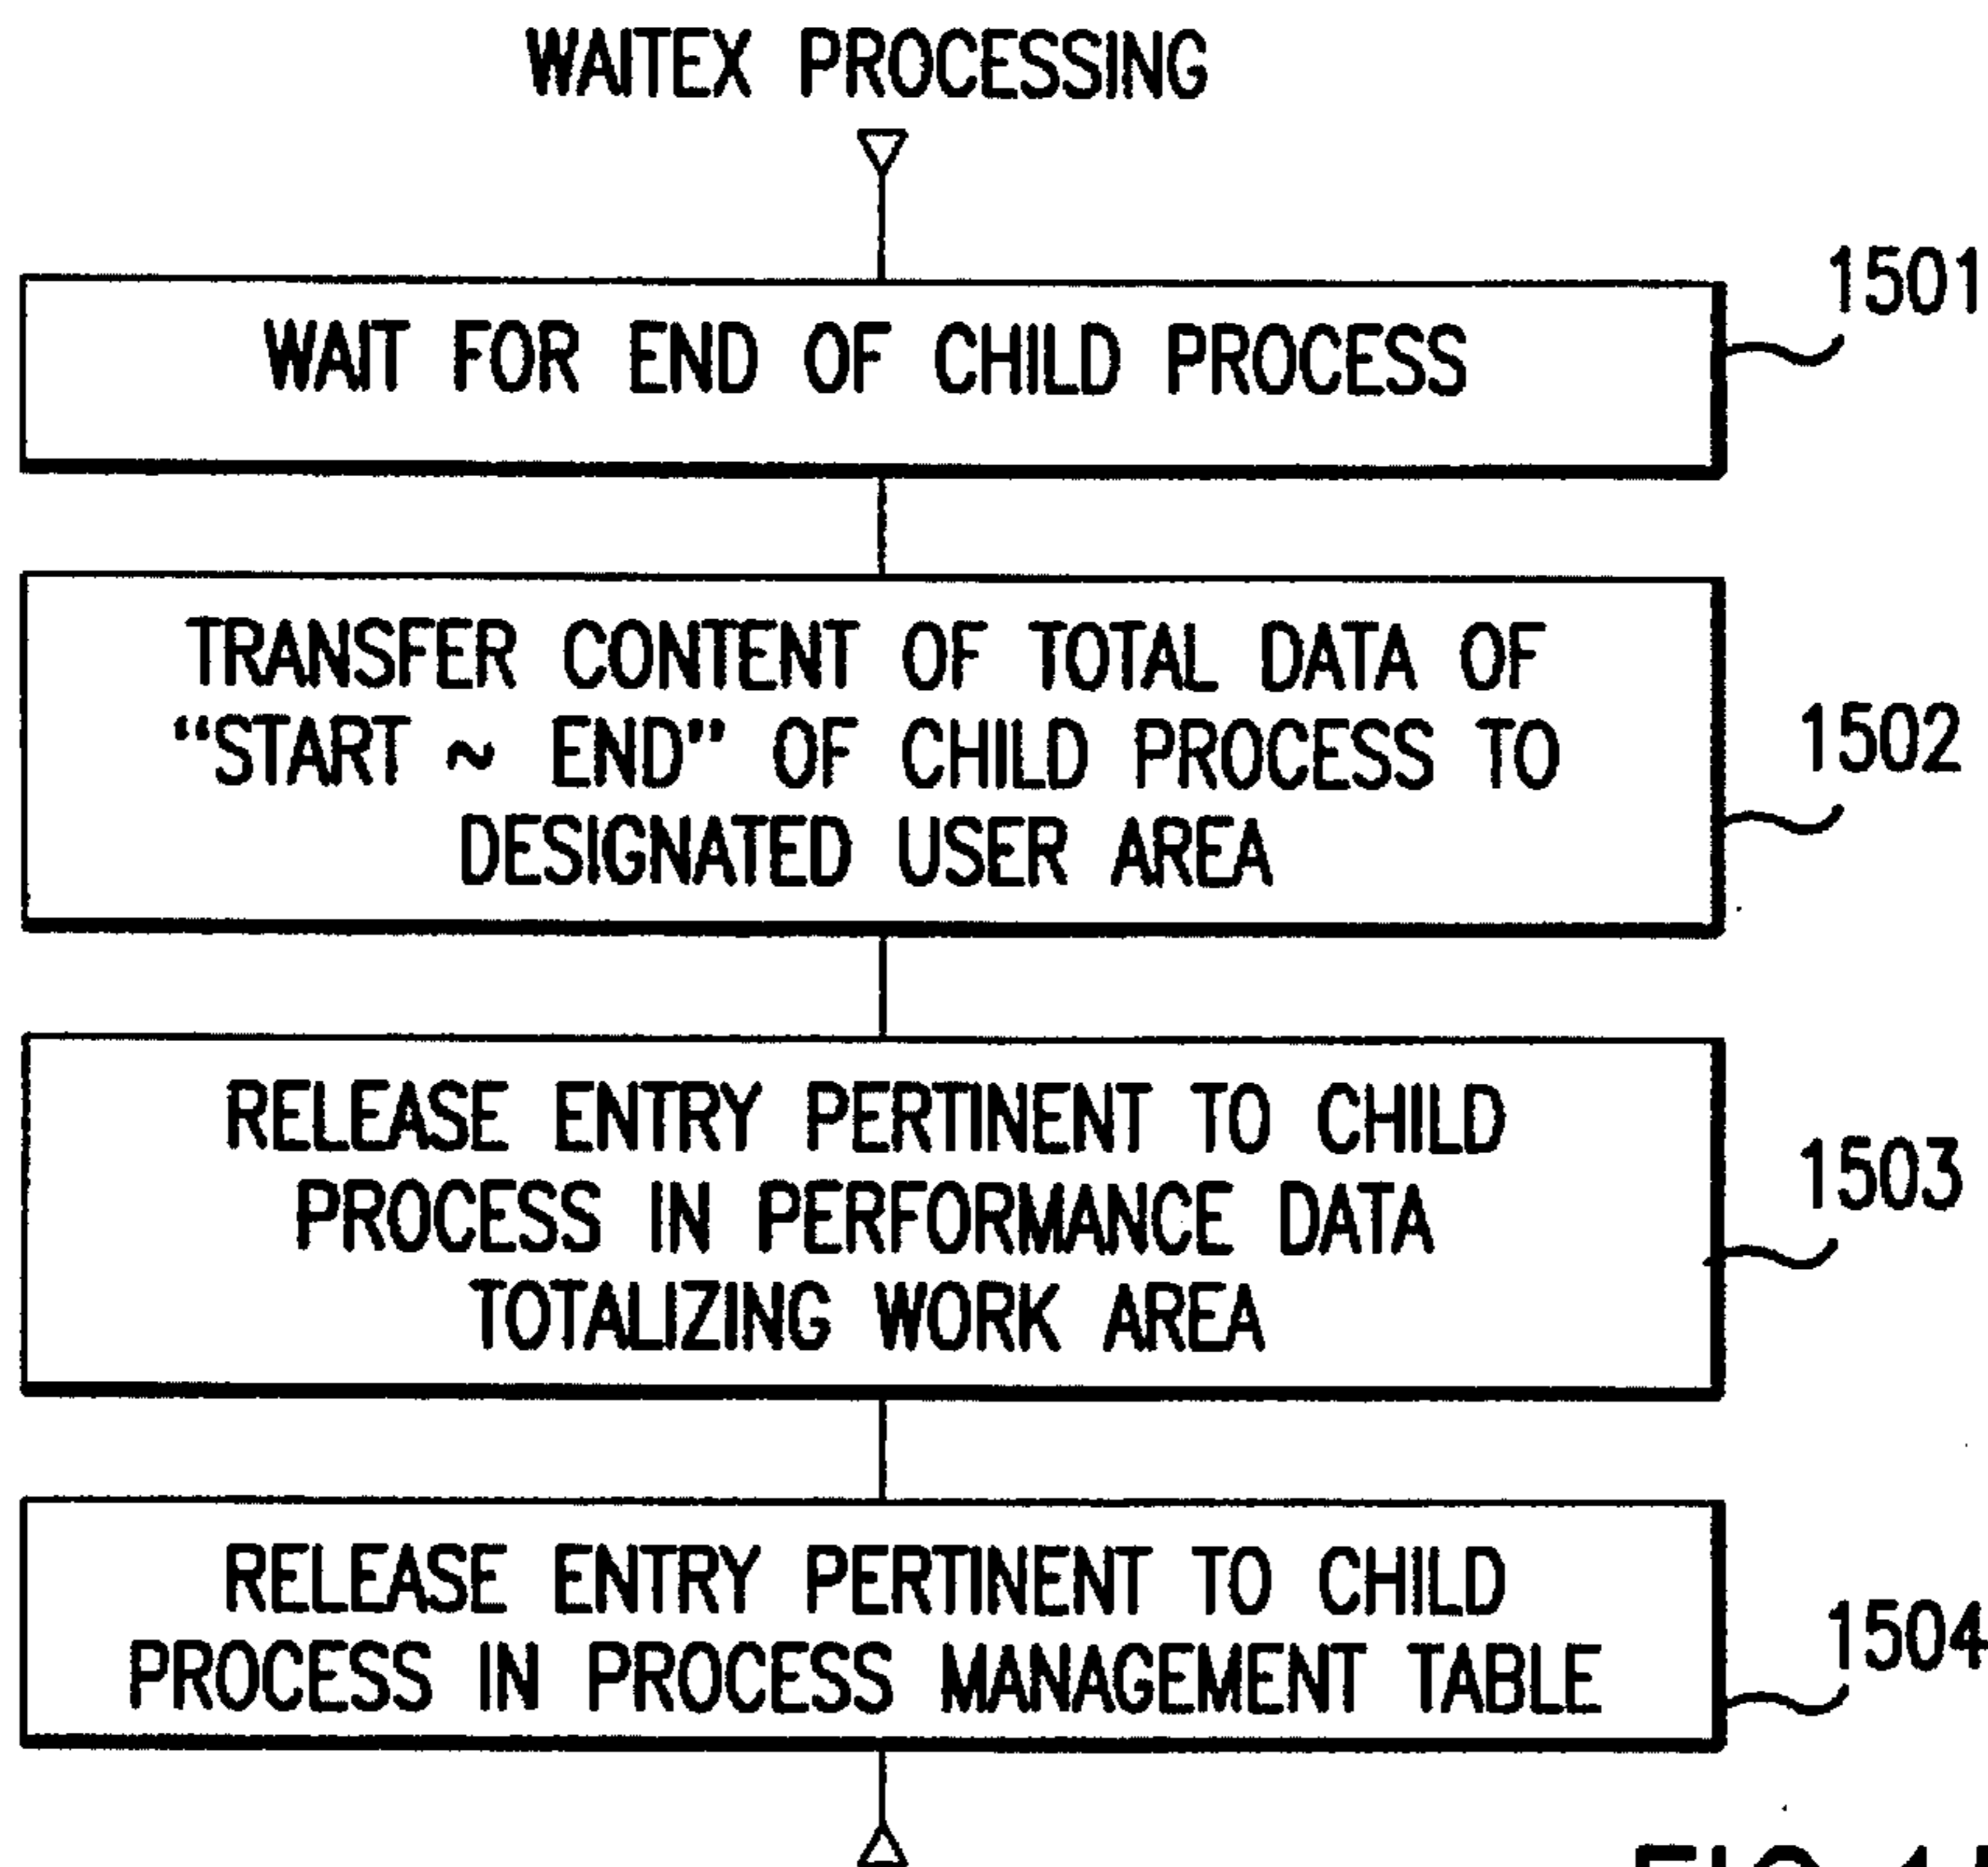 WAITEX PROCESSING
1501
WAIT FOR END OF CHILD PROCESS
TRANSFER CONTENT OF TOTAL DATA OF
"START ~ END" OF CHILD PROCESS TO
DESIGNATED USER AREA
1502
RELEASE ENTRY PERTINENT TO CHILD
PROCESS IN PERFORMANCE DATA
TOTALIZING WORK AREA
1503
RELEASE ENTRY PERTINENT TO CHILD
PROCESS IN PROCESS MANAGEMENT TABLE
1504